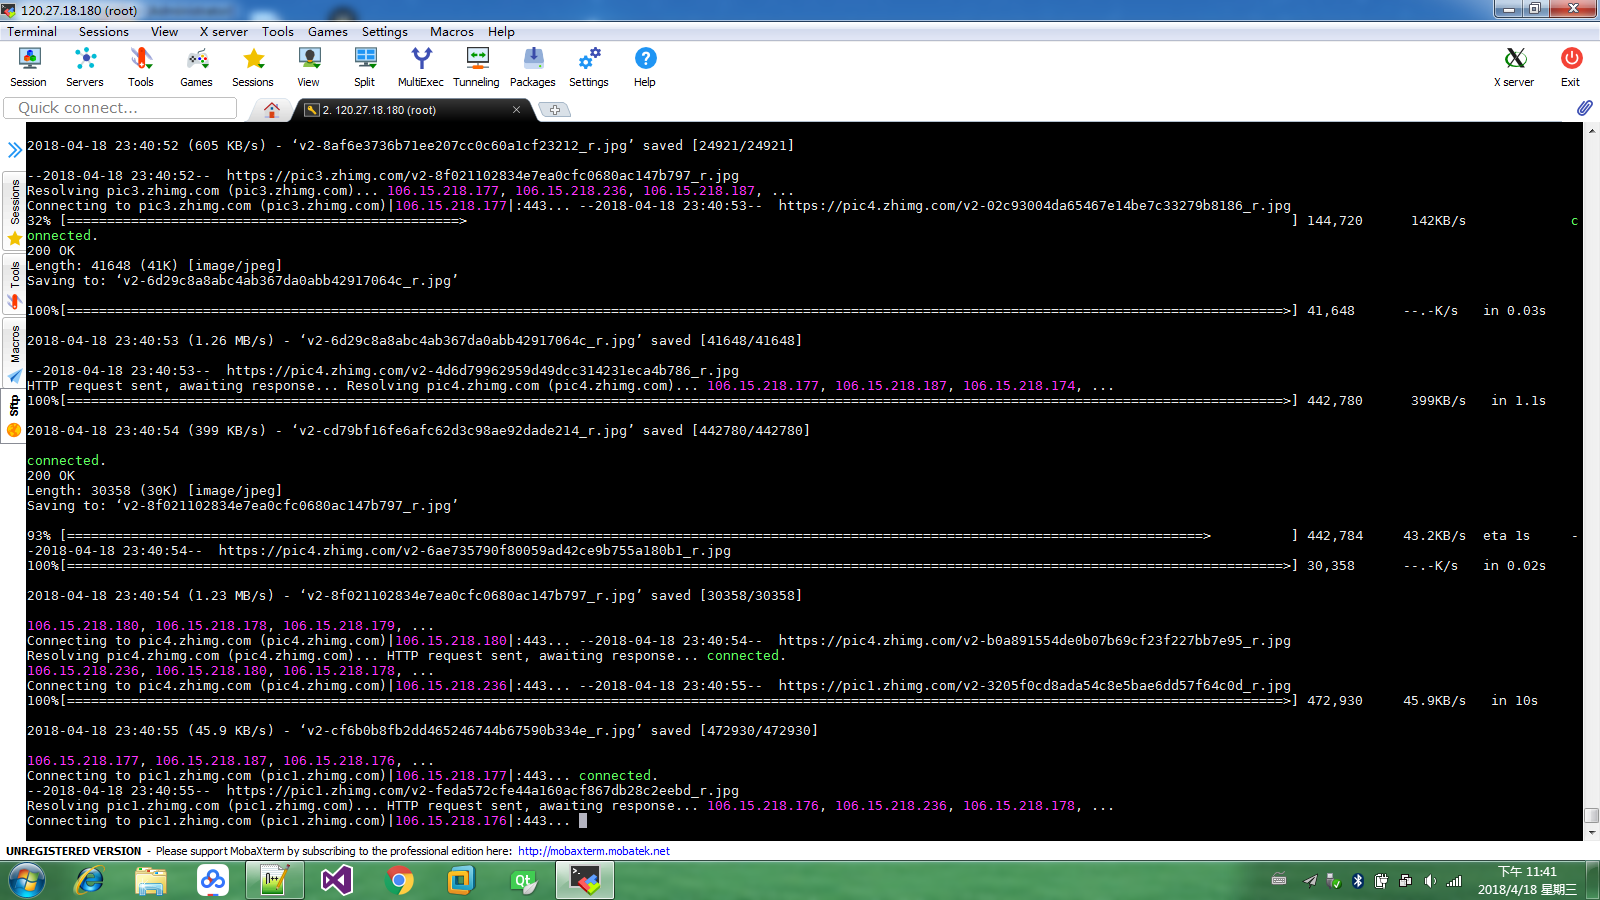 120.27.18.180 (root)
Terminal Sessions View X server Tools Games Settings Macros Help
Session Servers Tools Games Sessions View Split MultiExec Tunneling Packages Settings Help X server Exit
Quick connect...
2. 120.27.18.180 (root)
Sessions
Tools
Macros
Sftp
2018-04-18 23:40:52 (605 KB/s) - ‘v2-8af6e3736b71ee207cc0c60a1cf23212_r.jpg’ saved [24921/24921]
--2018-04-18 23:40:52--  https://pic3.zhimg.com/v2-8f021102834e7ea0cfc0680ac147b797_r.jpg
Resolving pic3.zhimg.com (pic3.zhimg.com)... 106.15.218.177, 106.15.218.236, 106.15.218.187, ...
Connecting to pic3.zhimg.com (pic3.zhimg.com)|106.15.218.177|:443... --2018-04-18 23:40:53--  https://pic4.zhimg.com/v2-02c93004da65467e14be7c33279b8186_r.jpg
32% [================================================>                                                                                                       ] 144,720      142KB/s             c
onnected.
200 OK
Length: 41648 (41K) [image/jpeg]
Saving to: ‘v2-6d29c8a8abc4ab367da0abb42917064c_r.jpg’
100%[=======================================================================================================================================================>] 41,648      --.-K/s   in 0.03s
2018-04-18 23:40:53 (1.26 MB/s) - ‘v2-6d29c8a8abc4ab367da0abb42917064c_r.jpg’ saved [41648/41648]
--2018-04-18 23:40:53--  https://pic4.zhimg.com/v2-4d6d79962959d49dcc314231eca4b786_r.jpg
HTTP request sent, awaiting response... Resolving pic4.zhimg.com (pic4.zhimg.com)... 106.15.218.177, 106.15.218.187, 106.15.218.174, ...
100%[=======================================================================================================================================================>] 442,780      399KB/s   in 1.1s
2018-04-18 23:40:54 (399 KB/s) - ‘v2-cd79bf16fe6afc62d3c98ae92dade214_r.jpg’ saved [442780/442780]
connected.
200 OK
Length: 30358 (30K) [image/jpeg]
Saving to: ‘v2-8f021102834e7ea0cfc0680ac147b797_r.jpg’
93% [=============================================================================================================================================>          ] 442,784     43.2KB/s  eta 1s     -
-2018-04-18 23:40:54--  https://pic4.zhimg.com/v2-6ae735790f80059ad42ce9b755a180b1_r.jpg
100%[=======================================================================================================================================================>] 30,358      --.-K/s   in 0.02s
2018-04-18 23:40:54 (1.23 MB/s) - ‘v2-8f021102834e7ea0cfc0680ac147b797_r.jpg’ saved [30358/30358]
106.15.218.180, 106.15.218.178, 106.15.218.179, ...
Connecting to pic4.zhimg.com (pic4.zhimg.com)|106.15.218.180|:443... --2018-04-18 23:40:54--  https://pic4.zhimg.com/v2-b0a891554de0b07b69cf23f227bb7e95_r.jpg
Resolving pic4.zhimg.com (pic4.zhimg.com)... HTTP request sent, awaiting response... connected.
106.15.218.236, 106.15.218.180, 106.15.218.178, ...
Connecting to pic4.zhimg.com (pic4.zhimg.com)|106.15.218.236|:443... --2018-04-18 23:40:55--  https://pic1.zhimg.com/v2-3205f0cd8ada54c8e5bae6dd57f64c0d_r.jpg
100%[=======================================================================================================================================================>] 472,930     45.9KB/s   in 10s
2018-04-18 23:40:55 (45.9 KB/s) - ‘v2-cf6b0b8fb2dd465246744b67590b334e_r.jpg’ saved [472930/472930]
106.15.218.177, 106.15.218.187, 106.15.218.176, ...
Connecting to pic1.zhimg.com (pic1.zhimg.com)|106.15.218.177|:443... connected.
--2018-04-18 23:40:55--  https://pic1.zhimg.com/v2-feda572cfe44a160acf867db28c2eebd_r.jpg
Resolving pic1.zhimg.com (pic1.zhimg.com)... HTTP request sent, awaiting response... 106.15.218.176, 106.15.218.236, 106.15.218.178, ...
Connecting to pic1.zhimg.com (pic1.zhimg.com)|106.15.218.176|:443...
UNREGISTERED VERSION - Please support MobaXterm by subscribing to the professional edition here: http://mobaxterm.mobatek.net
下午 11:41
2018/4/18 星期三